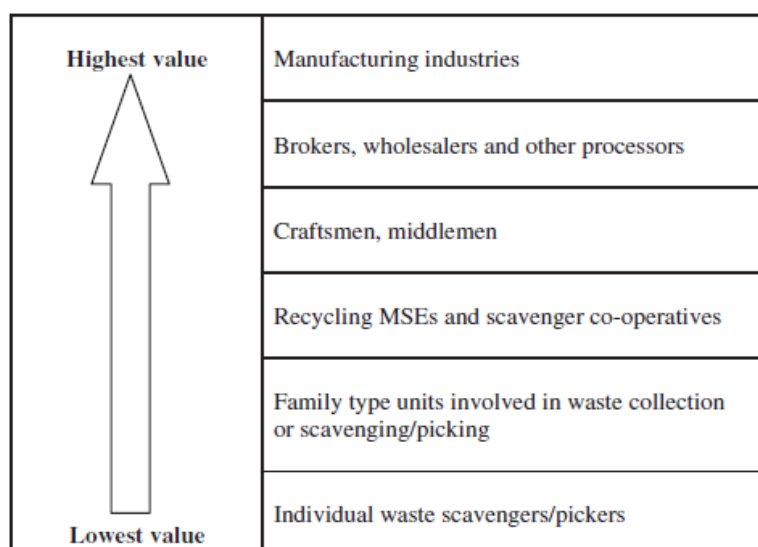 Highest value
Manufacturing industries
Brokers, wholesalers and other processors
Craftsmen, middlemen
Recycling MSEs and scavenger co-operatives
Family type units involved in waste collection
or scavenging/picking
Individual waste scavengers/pickers
Lowest value